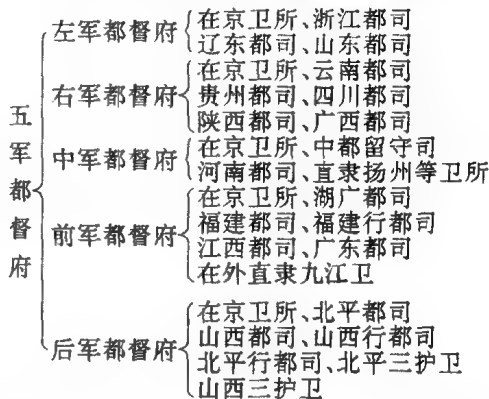 五军都督府
左军都督府
在京卫所、浙江都司
辽东都司、山东都司
右军都督府
在京卫所、云南都司
贵州都司、四川都司
陕西都司、广西都司
中军都督府
在京卫所、中都留守司
河南都司、直隶扬州等卫所
前军都督府
在京卫所、湖广都司
福建都司、福建行都司
江西都司、广东都司
在外直隶九江卫
后军都督府
在京卫所、北平都司
山西都司、山西行都司
北平行都司、北平三护卫
山西三护卫